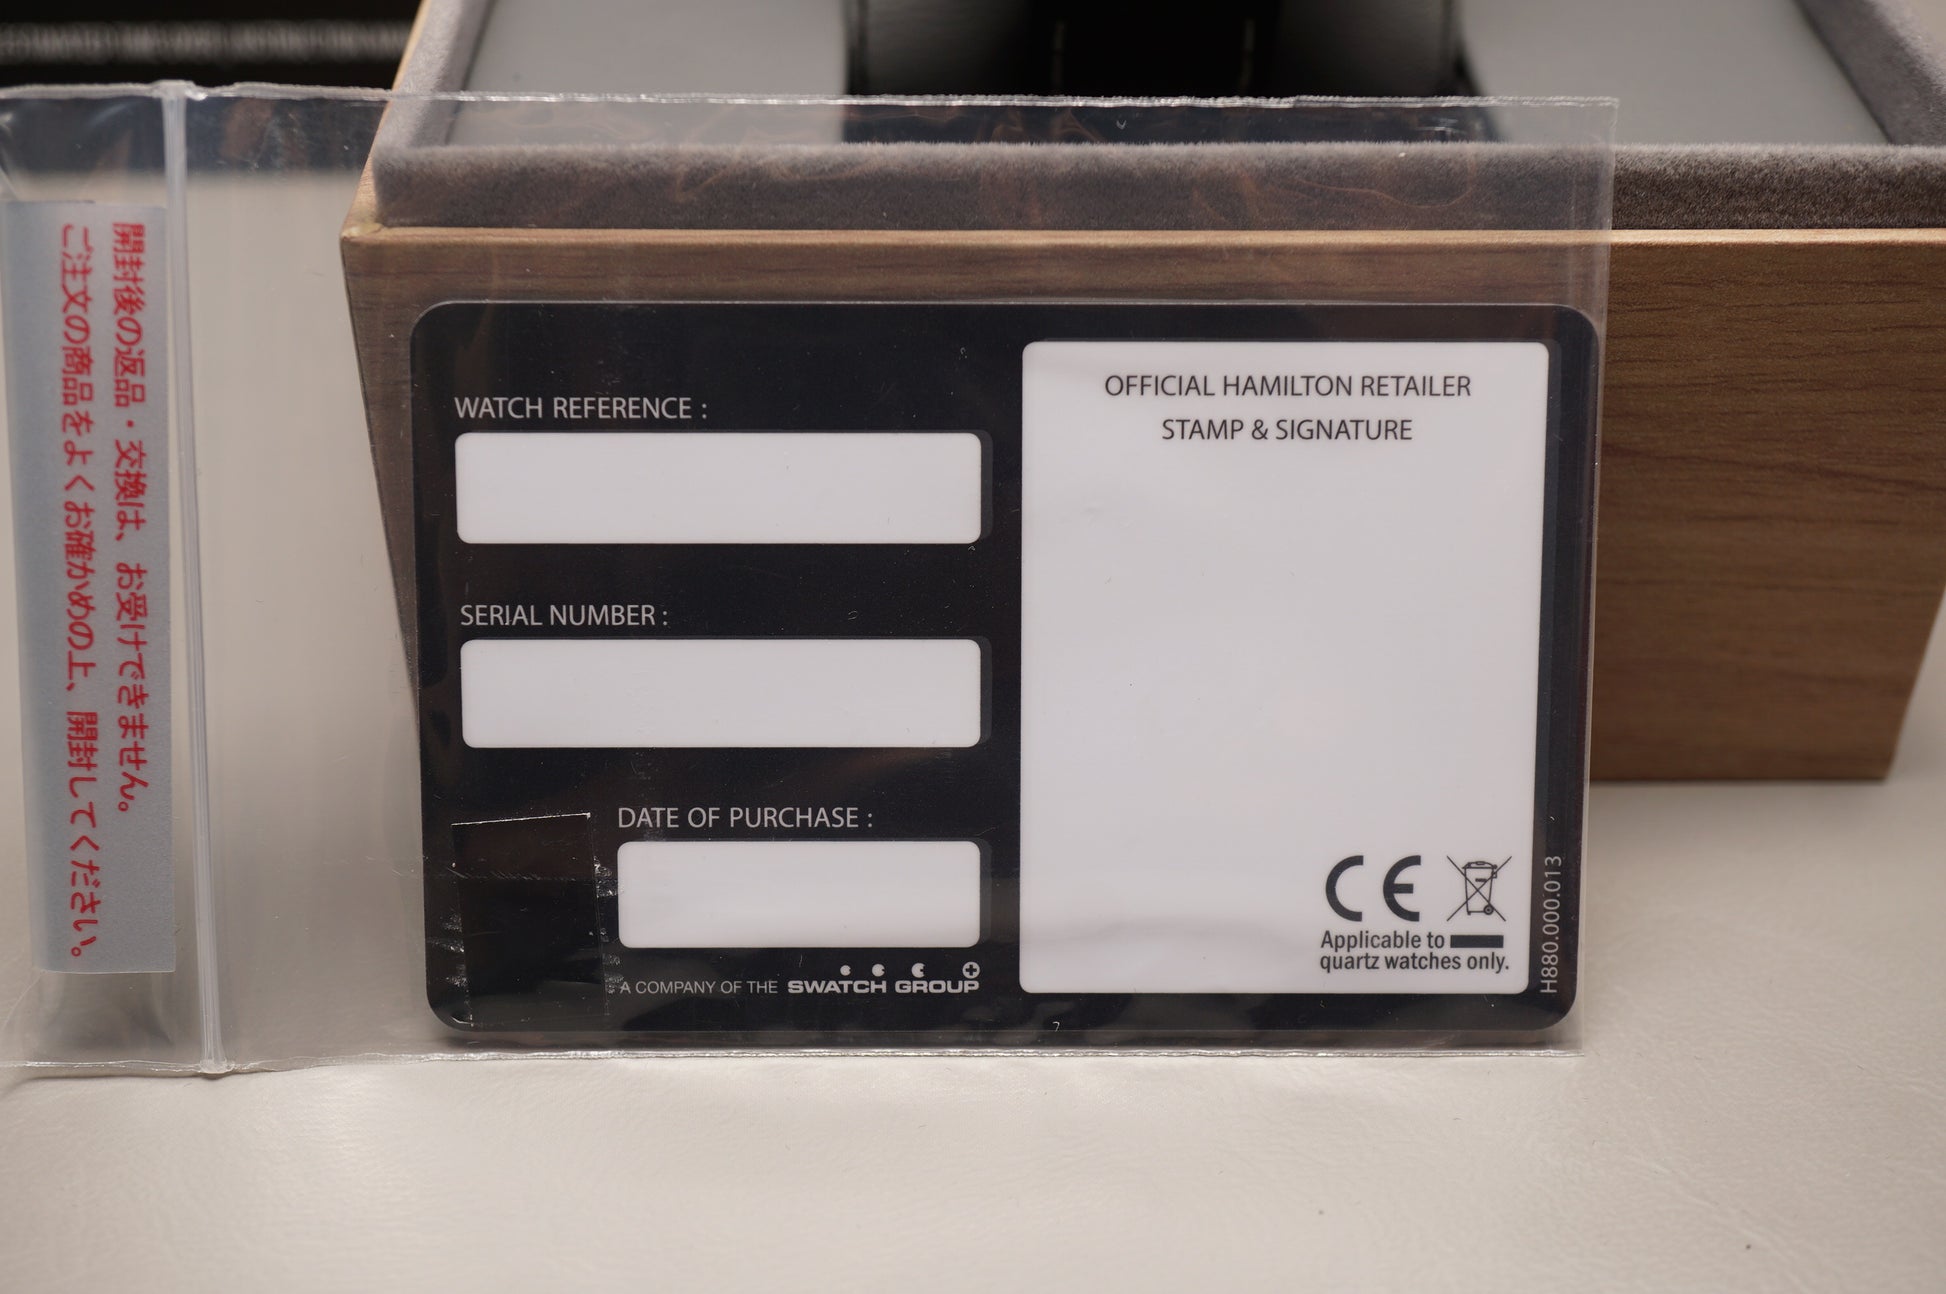 開封後の返品・交換は、お受けできません。
ご注文の商品をよくお確かめの上、開封してください。
WATCH REFERENCE :
SERIAL NUMBER :
DATE OF PURCHASE :
A COMPANY OF THE SWATCH GROUP
OFFICIAL HAMILTON RETAILER
STAMP & SIGNATURE
CE
Applicable to
quartz watches only.
H880.000.013